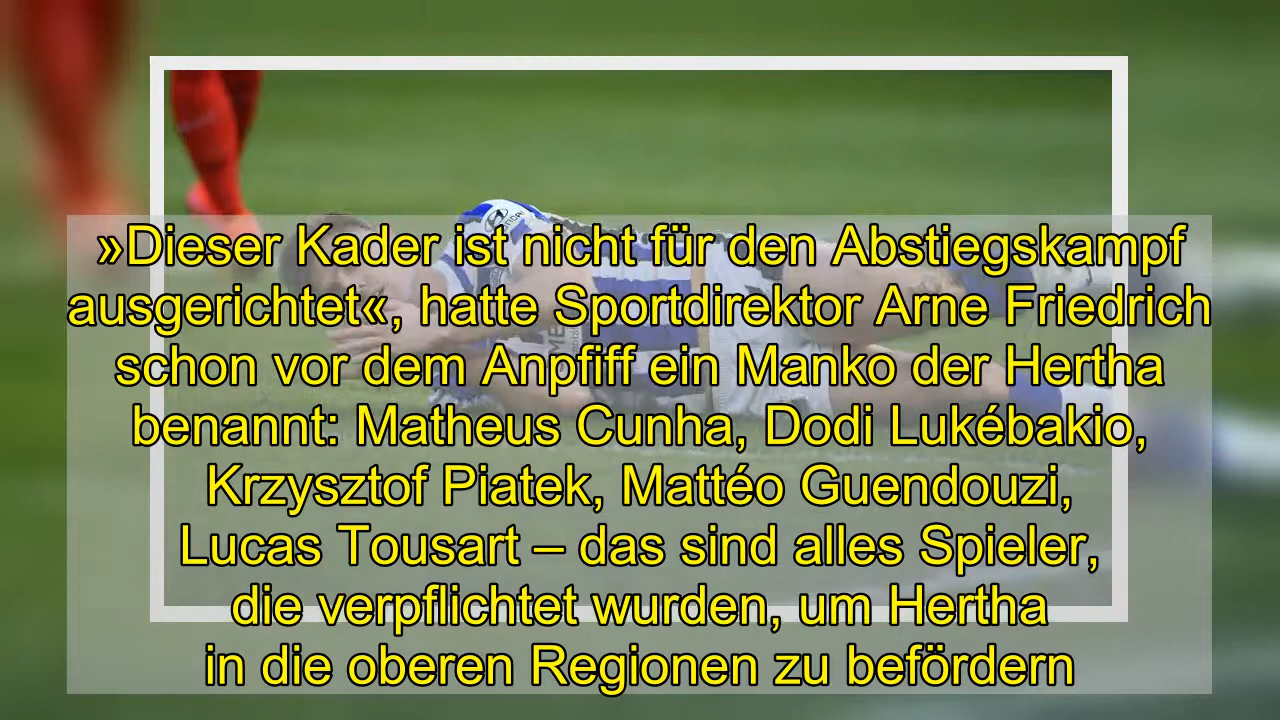 »Dieser Kader ist nicht für den Abstiegskampf
ausgerichtet«, hatte Sportdirektor Arne Friedrich
schon vor dem Anpfiff ein Manko der Hertha
benannt: Matheus Cunha, Dodi Lukébakio,
Krzysztof Piatek, Mattéo Guendouzi,
Lucas Tousart – das sind alles Spieler,
die verpflichtet wurden, um Hertha
in die oberen Regionen zu befördern